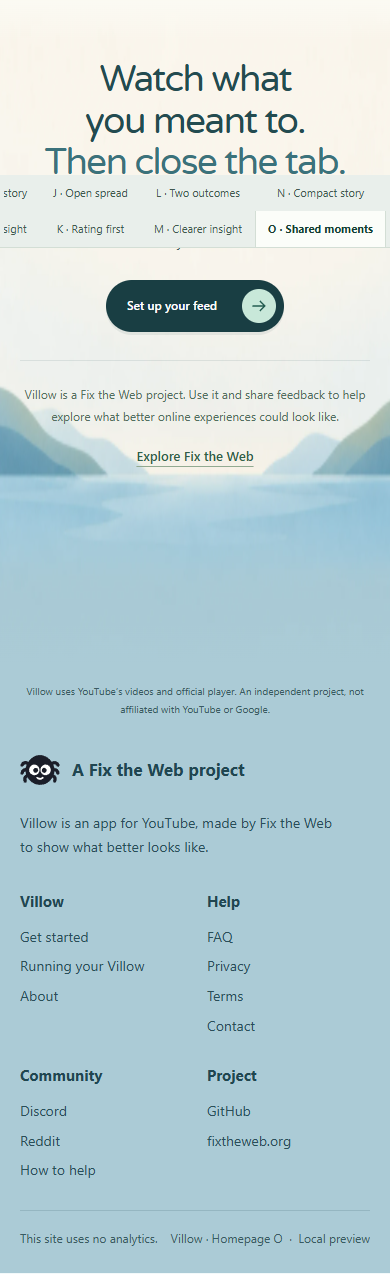 Watch what
you meant to.
Then close the tab.
story J · Open spread L · Two outcomes N · Compact story
sight K · Rating first M · Clearer insight O · Shared moments
Set up your feed
Villow is a Fix the Web project. Use it and share feedback to help
explore what better online experiences could look like.
Explore Fix the Web
Villow uses YouTube's videos and official player. An independent project, not
affiliated with YouTube or Google.
A Fix the Web project
Villow is an app for YouTube, made by Fix the Web
to show what better looks like.
Villow
Get started
Running your Villow
About
Help
FAQ
Privacy
Terms
Contact
Community
Discord
Reddit
How to help
Project
GitHub
fixtheweb.org
This site uses no analytics. Villow · Homepage O · Local preview